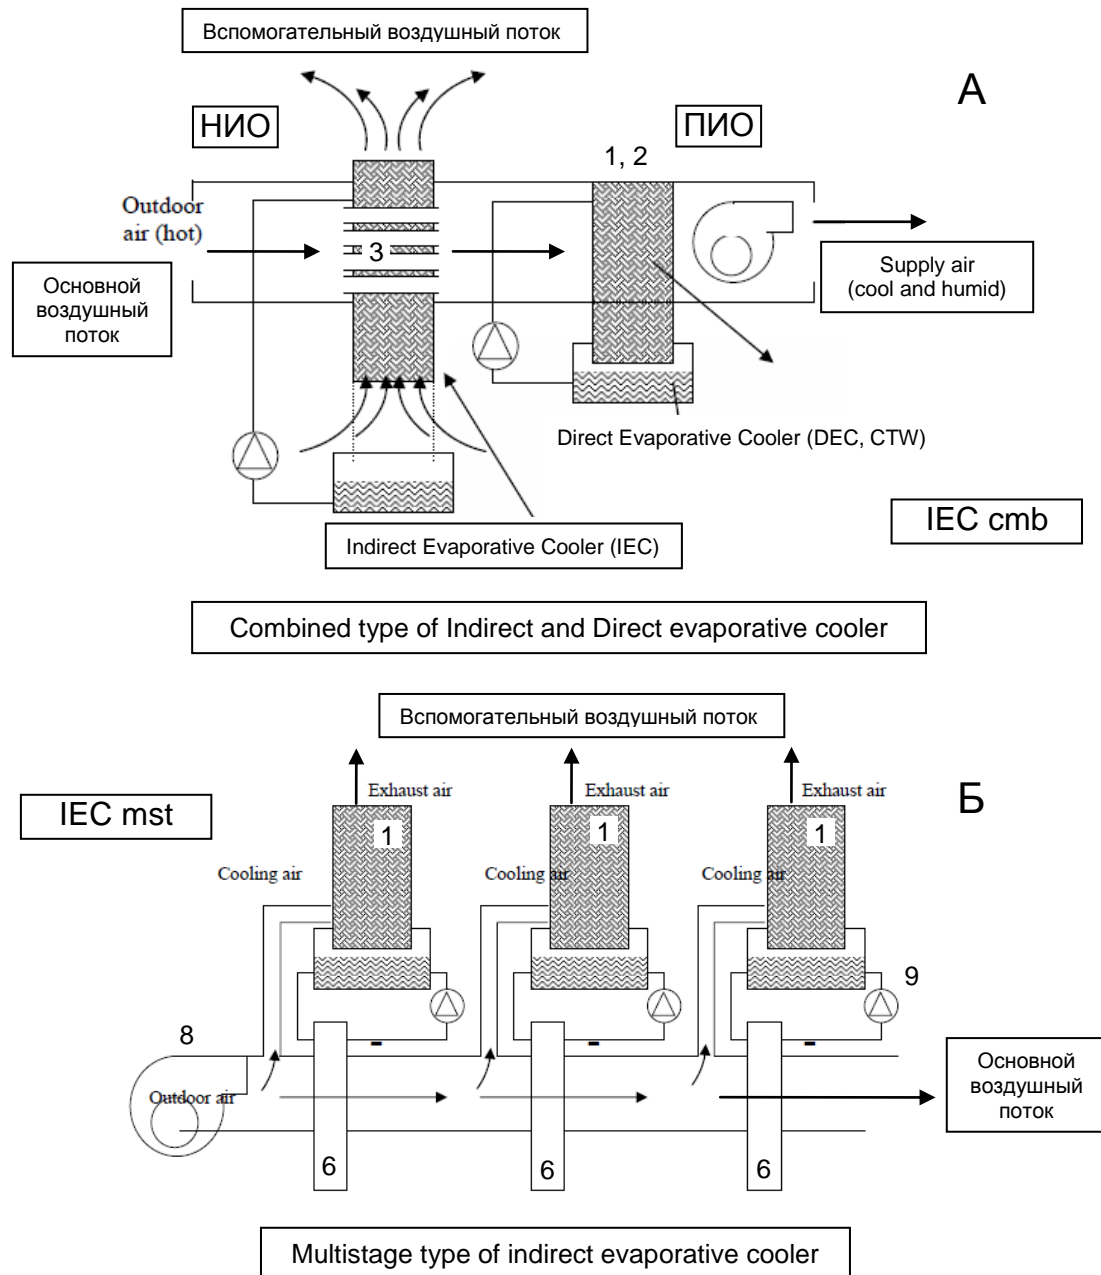 Вспомогательный воздушный поток
А
НИО
ПИО
1, 2
Outdoor
air (hot)
3
Основной
воздушный
поток
Supply air
(cool and humid)
Direct Evaporative Cooler (DEC, CTW)
IEC cmb
Indirect Evaporative Cooler (IEC)
Combined type of Indirect and Direct evaporative cooler
Вспомогательный воздушный поток
IEC mst
Exhaust air
Exhaust air
Exhaust air
Б
1
1
1
Cooling air
Cooling air
Cooling air
9
8
Outdoor air
Основной
воздушный
поток
6
6
6
Multistage type of indirect evaporative cooler